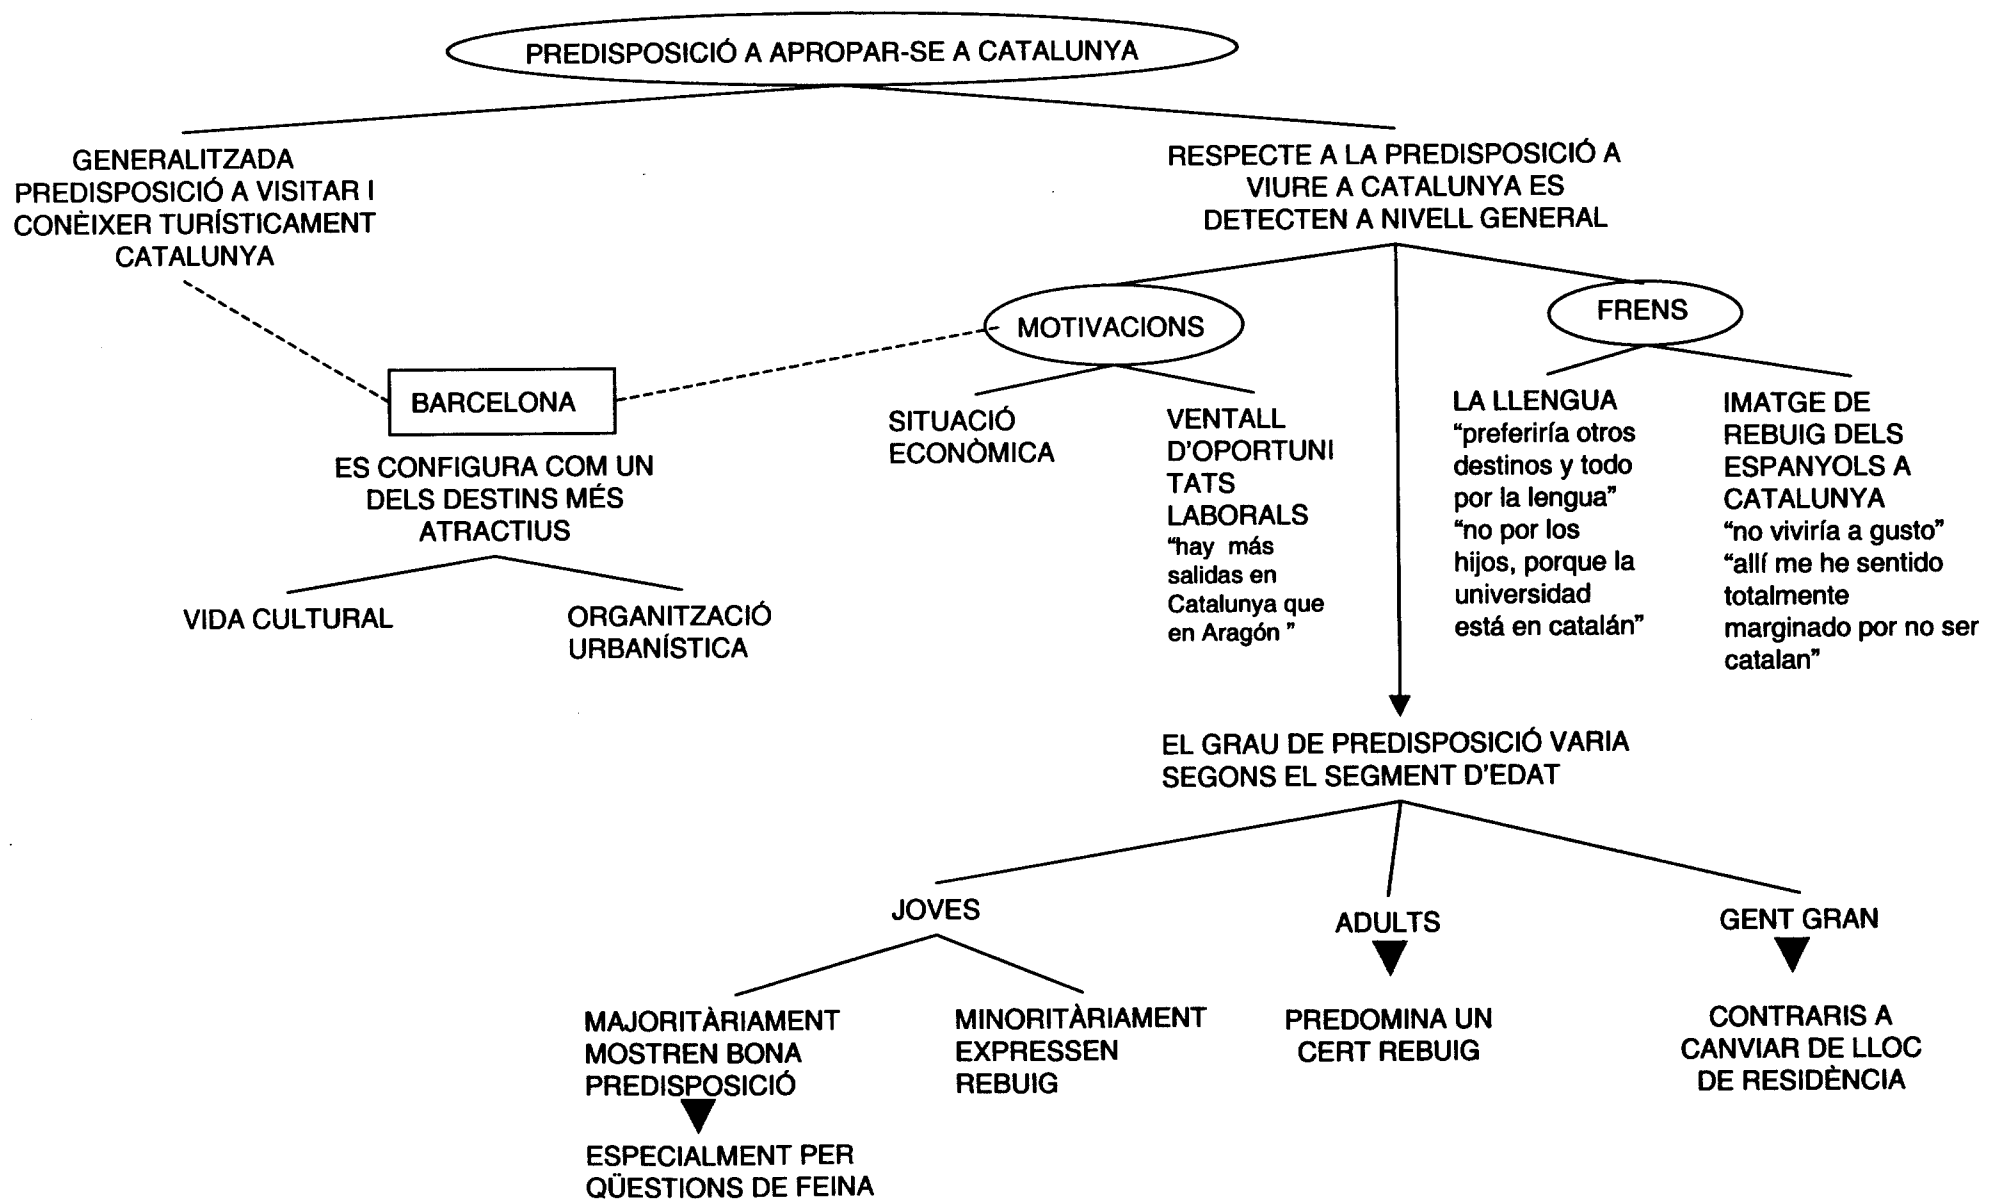 PREDISPOSICIÓ A APROPAR-SE A CATALUNYA
GENERALITZADA
PREDISPOSICIÓ A VISITAR I
CONÈIXER TURÍSTICAMENT
CATALUNYA
RESPECTE A LA PREDISPOSICIÓ A
VIURE A CATALUNYA ES
DETECTEN A NIVELL GENERAL
BARCELONA
ES CONFIGURA COM UN
DELS DESTINS MÉS
ATRACTIUS
VIDA CULTURAL
ORGANITZACIÓ
URBANÍSTICA
MOTIVACIONS
SITUACIÓ
ECONÒMICA
VENTALL
D'OPORTUNI
TATS
LABORALS
“hay más
salidas en
Catalunya que
en Aragón ”
FRENS
LA LLENGUA
“preferiría otros
destinos y todo
por la lengua”
“no por los
hijos, porque la
universidad
está en catalán”
IMATGE DE
REBUIG DELS
ESPANYOLS A
CATALUNYA
“no viviría a gusto”
“allí me he sentido
totalmente
marginado por no ser
catalan”
EL GRAU DE PREDISPOSICIÓ VARIA
SEGONS EL SEGMENT D'EDAT
JOVES
MAJORITÀRIAMENT
MOSTREN BONA
PREDISPOSICIÓ
ESPECIALMENT PER
QÜESTIONS DE FEINA
MINORITÀRIAMENT
EXPRESSEN
REBUIG
ADULTS
PREDOMINA UN
CERT REBUIG
GENT GRAN
CONTRARIS A
CANVIAR DE LLOC
DE RESIDÈNCIA